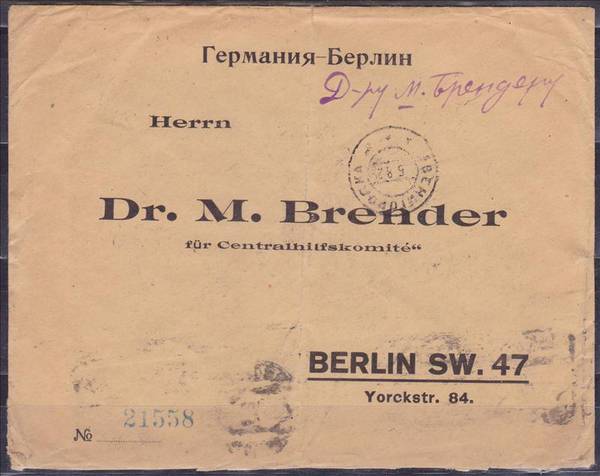 Германия-Берлин
Д-ру М. Брендеру
Herrn
Dr. M. Brender
für Centralhilfskomité“
BERLIN SW. 47
Yorckstr. 84.
№ 21558